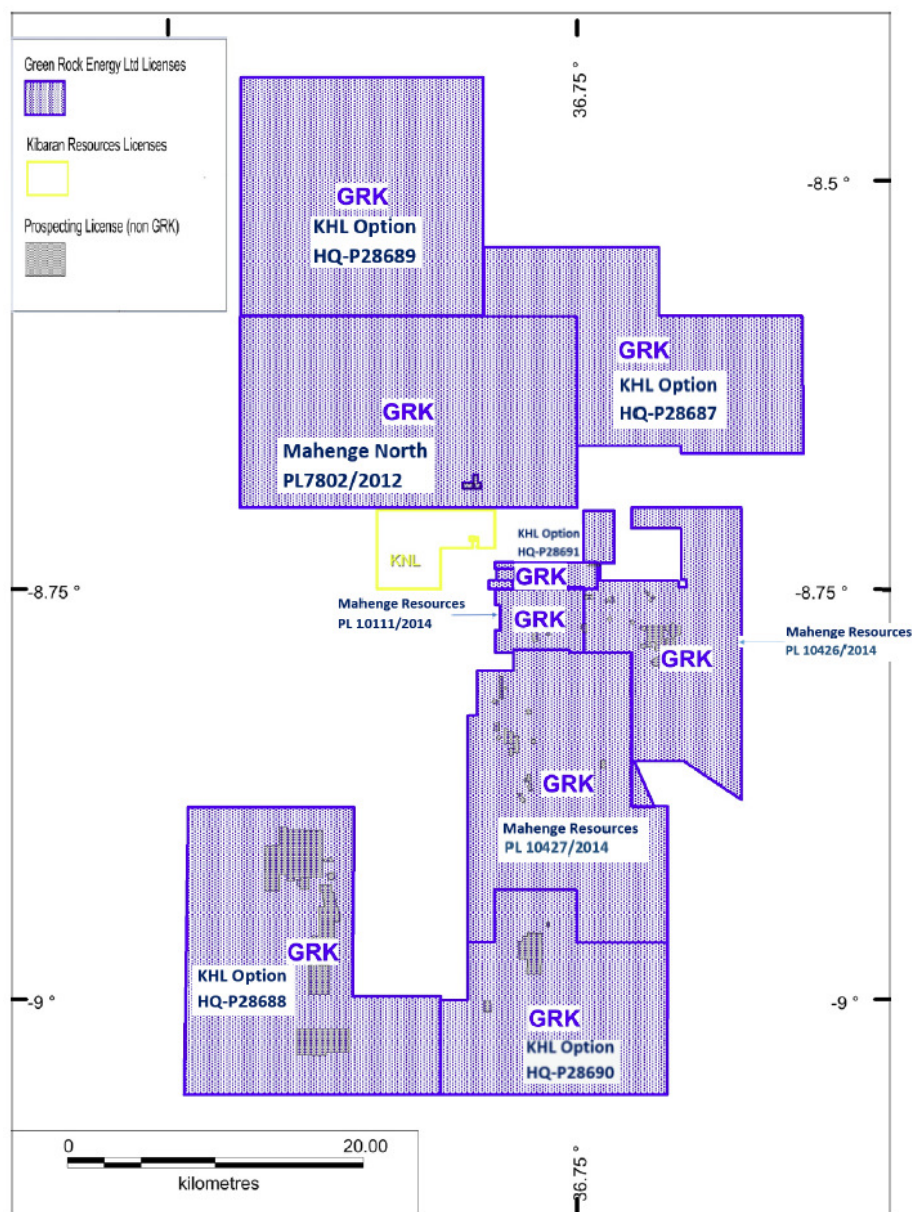 Green Rock Energy Ltd Licenses
Kibaran Resources Licenses
Prospecting License (non GRK)
36.75 °
-8.5 °
GRK
KHL Option
HQ-P28689
GRK
KHL Option
HQ-P28687
GRK
Mahenge North
PL7802/2012
KHL Option
HQ-P28691
KNL
GRK
-8.75 °
-8.75 °
Mahenge Resources
PL 10111/2014
GRK
Mahenge Resources
PL 10426/2014
GRK
GRK
Mahenge Resources
PL 10427/2014
GRK
KHL Option
HQ-P28688
-9 °
-9 °
GRK
KHL Option
HQ-P28690
0
20.00
kilometres
36.75 °